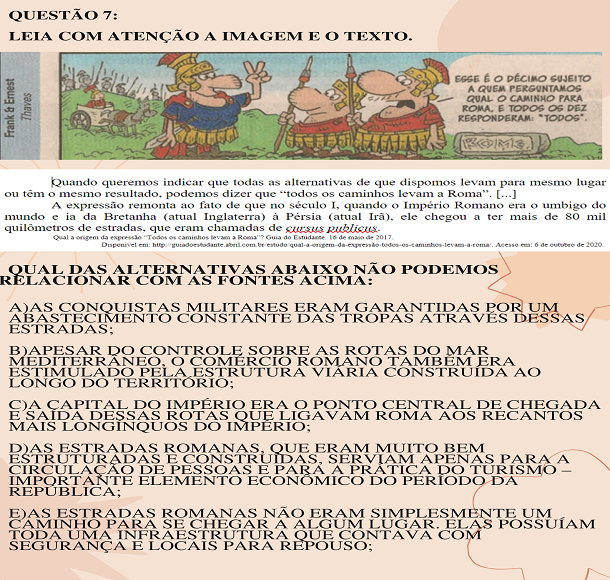 QUESTÃO 7:
LEIA COM ATENÇÃO A IMAGEM E O TEXTO.
Frank & Ernest
Thaves
ESSE É O DÉCIMO SUJEITO
A QUEM PERGUNTAMOS
QUAL O CAMINHO PARA
ROMA, E TODOS OS DEZ
RESPONDERAM: "TODOS".
ROME
Quando queremos indicar que todas as alternativas de que dispomos levam para mesmo lugar
ou têm o mesmo resultado, podemos dizer que "todos os caminhos levam a Roma". [...]
A expressão remonta ao fato de que no século I, quando o Império Romano era o umbigo do
mundo e ia da Bretanha (atual Inglaterra) à Pérsia (atual Irã), ele chegou a ter mais de 80 mil
quilômetros de estradas, que eram chamadas de cursus publicus.
Qual a origem da expressão "Todos os caminhos levam a Roma"? Guia do Estudante. 16 de maio de 2017.
Disponível em: http://guiadoestudante.abril.com.br/estudo/qual-a-origem-da-expressão-todos-os-caminhos-levam-a-roma/. Acesso em: 6 de outubro de 2020.
QUAL DAS ALTERNATIVAS ABAIXO NÃO PODEMOS
RELACIONAR COM AS FONTES ACIMA:
A)AS CONQUISTAS MILITARES ERAM GARANTIDAS POR UM
ABASTECIMENTO CONSTANTE DAS TROPAS ATRAVÉS DESSAS
ESTRADAS;
B)APESAR DO CONTROLE SOBRE AS ROTAS DO MAR
MEDITERRÂNEO, O COMÉRCIO ROMANO TAMBÉM ERA
ESTIMULADO PELA ESTRUTURA VIÁRIA CONSTRUÍDA AO
LONGO DO TERRITÓRIO;
C)A CAPITAL DO IMPÉRIO ERA O PONTO CENTRAL DE CHEGADA
E SAÍDA DESSAS ROTAS QUE LIGAVAM ROMA AOS RECANTOS
MAIS LONGÍNQUOS DO IMPÉRIO;
D)AS ESTRADAS ROMANAS, QUE ERAM MUITO BEM
ESTRUTURADAS E CONSTRUÍDAS, SERVIAM APENAS PARA A
CIRCULAÇÃO DE PESSOAS E PARA A PRÁTICA DO TURISMO –
IMPORTANTE ELEMENTO ECONÔMICO DO PERÍODO DA
REPÚBLICA;
E)AS ESTRADAS ROMANAS NÃO ERAM SIMPLESMENTE UM
CAMINHO PARA SE CHEGAR A ALGUM LUGAR. ELAS POSSUÍAM
TODA UMA INFRAESTRUTURA QUE CONTAVA COM
SEGURANÇA E LOCAIS PARA REPOUSO;